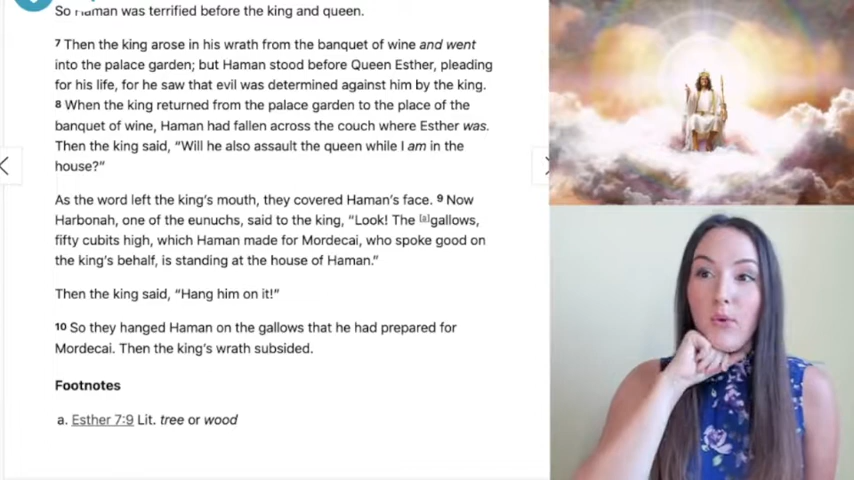 So Haman was terrified before the king and queen.
7 Then the king arose in his wrath from the banquet of wine and went
into the palace garden; but Haman stood before Queen Esther, pleading
for his life, for he saw that evil was determined against him by the king.
8 When the king returned from the palace garden to the place of the
banquet of wine, Haman had fallen across the couch where Esther was.
Then the king said, “Will he also assault the queen while I am in the
house?”
As the word left the king’s mouth, they covered Haman’s face. 9 Now
Harbonah, one of the eunuchs, said to the king, “Look! The [a]gallows,
fifty cubits high, which Haman made for Mordecai, who spoke good on
the king’s behalf, is standing at the house of Haman.”
Then the king said, “Hang him on it!”
10 So they hanged Haman on the gallows that he had prepared for
Mordecai. Then the king’s wrath subsided.
Footnotes
a. Esther 7:9 Lit. tree or wood